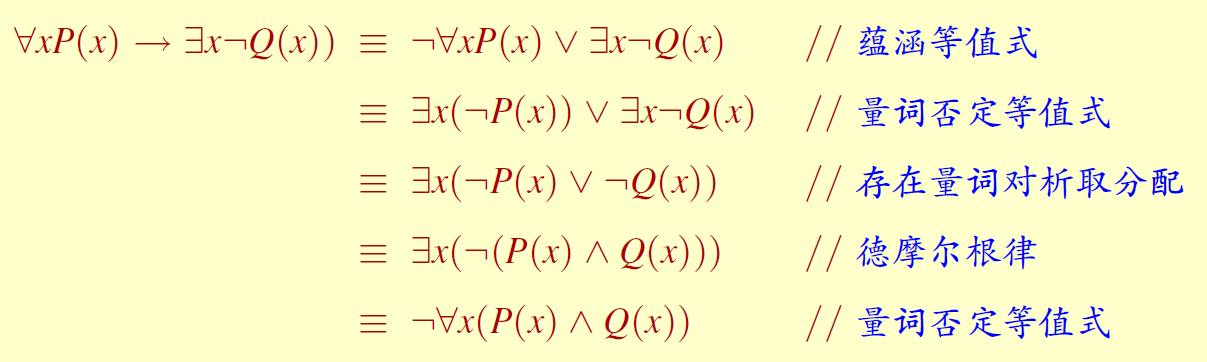 ∀xP(x) → ∃x¬Q(x)) ≡ ¬∀xP(x) ∨ ∃x¬Q(x) // 蕴涵等值式
≡ ∃x(¬P(x)) ∨ ∃x¬Q(x) // 量词否定等值式
≡ ∃x(¬P(x) ∨ ¬Q(x)) // 存在量词对析取分配
≡ ∃x(¬(P(x) ∧ Q(x))) // 德摩尔根律
≡ ¬∀x(P(x) ∧ Q(x)) // 量词否定等值式